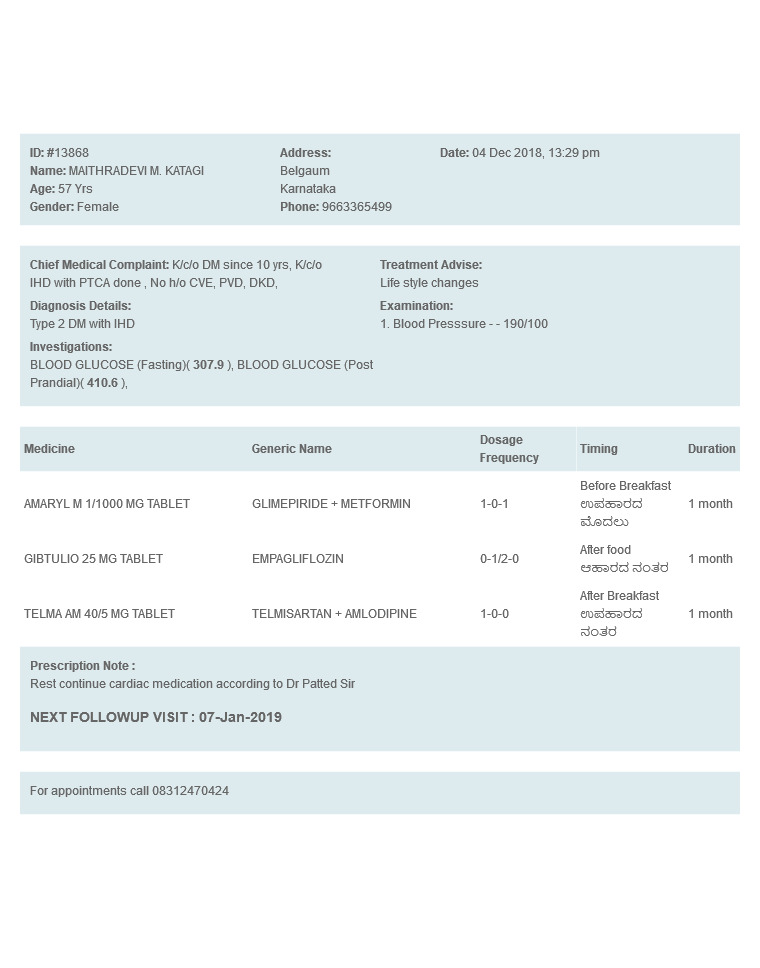 ID: #13868
Name: MAITHRADEVI M. KATAGI
Age: 57 Yrs
Gender: Female
Address:
Belgaum
Karnataka
Phone: 9663365499
Date: 04 Dec 2018, 13:29 pm
Chief Medical Complaint: K/c/o DM since 10 yrs, K/c/o
IHD with PTCA done , No h/o CVE, PVD, DKD,
Diagnosis Details:
Type 2 DM with IHD
Investigations:
BLOOD GLUCOSE (Fasting)( 307.9 ), BLOOD GLUCOSE (Post
Prandial)( 410.6 ),
Treatment Advise:
Life style changes
Examination:
1. Blood Presssure - - 190/100
Medicine Generic Name Dosage Frequency Timing Duration
AMARYL M 1/1000 MG TABLET GLIMEPIRIDE + METFORMIN 1-0-1 Before Breakfast 1 month
ಉಪಹಾರದ
ಮೊದಲು
GIBTULIO 25 MG TABLET EMPAGLIFLOZIN 0-1/2-0 After food 1 month
ಆಹಾರದ ನಂತರ
TELMA AM 40/5 MG TABLET TELMISARTAN + AMLODIPINE 1-0-0 After Breakfast 1 month
ಉಪಹಾರದ
ನಂತರ
Prescription Note :
Rest continue cardiac medication according to Dr Patted Sir
NEXT FOLLOWUP VISIT : 07-Jan-2019
For appointments call 08312470424